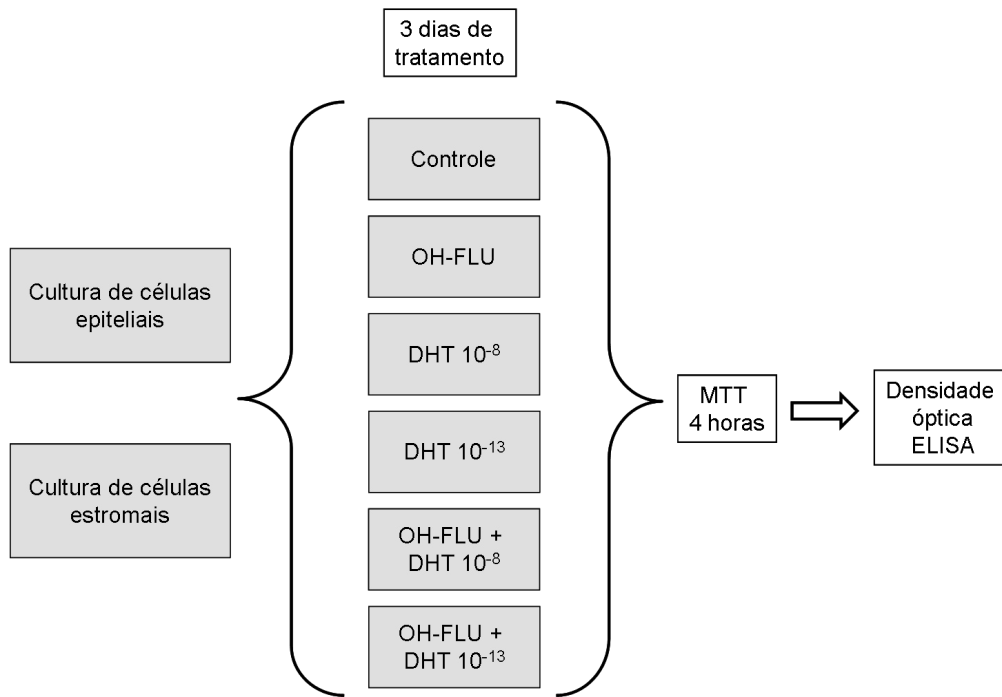 3 dias de
tratamento
Cultura de células
epiteliais
Cultura de células
estromais
Controle
OH-FLU
DHT 10⁻⁸
DHT 10⁻¹³
OH-FLU +
DHT 10⁻⁸
OH-FLU +
DHT 10⁻¹³
MTT
4 horas
Densidade
óptica
ELISA